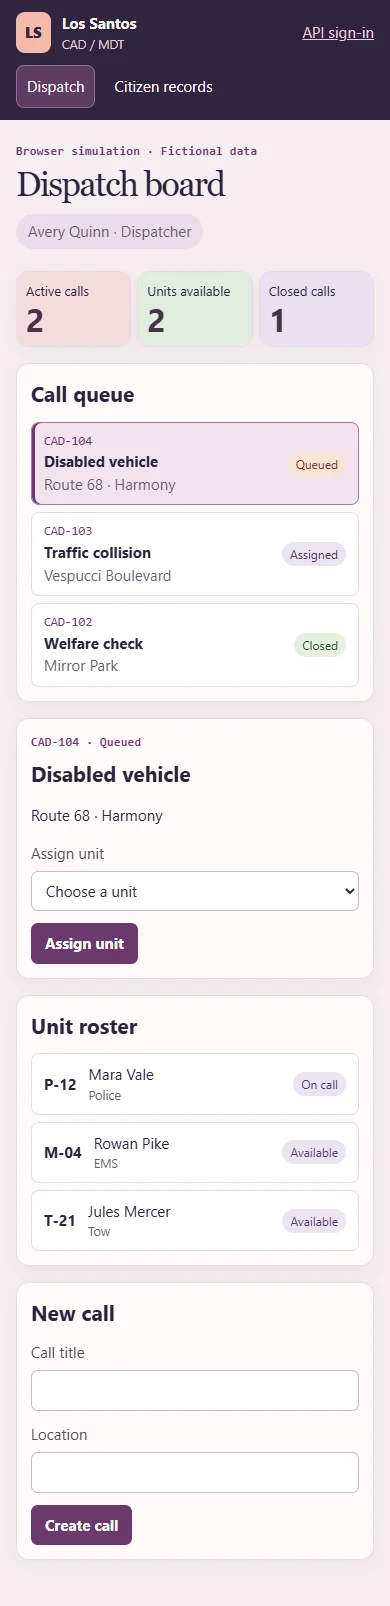 LS
Los Santos
CAD / MDT
API sign-in
Dispatch
Citizen records
Browser simulation · Fictional data
Dispatch board
Avery Quinn · Dispatcher
Active calls
2
Units available
2
Closed calls
1
Call queue
CAD-104
Disabled vehicle
Route 68 · Harmony
Queued
CAD-103
Traffic collision
Vespucci Boulevard
Assigned
CAD-102
Welfare check
Mirror Park
Closed
CAD-104 · Queued
Disabled vehicle
Route 68 · Harmony
Assign unit
Choose a unit
Assign unit
Unit roster
P-12
Mara Vale
Police
On call
M-04
Rowan Pike
EMS
Available
T-21
Jules Mercer
Tow
Available
New call
Call title
Location
Create call